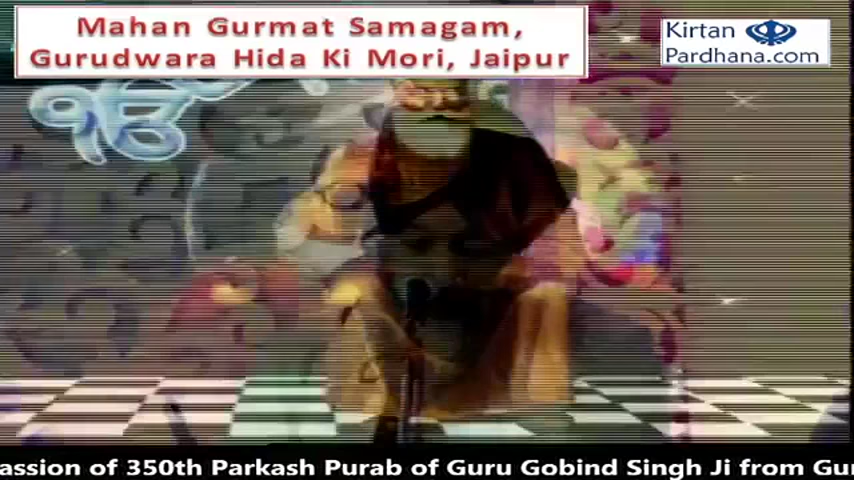 Mahan Gurmat Samagam,
Gurudwara Hida Ki Mori, Jaipur
Kirtan
Pardhana.com
ੴ
assion of 350th Parkash Purab of Guru Gobind Singh Ji from Gur